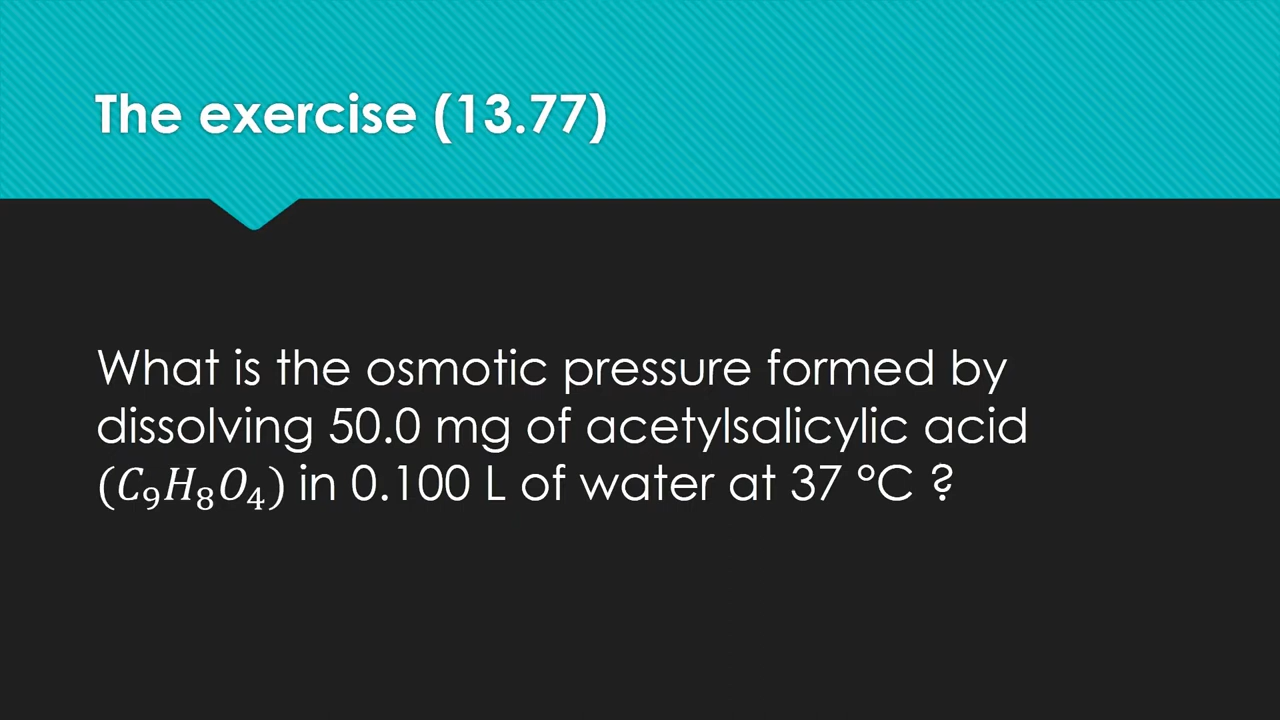 The exercise (13.77)
What is the osmotic pressure formed by
dissolving 50.0 mg of acetylsalicylic acid
(𝐶₉𝐻₈𝑂₄) in 0.100 L of water at 37 °C ?